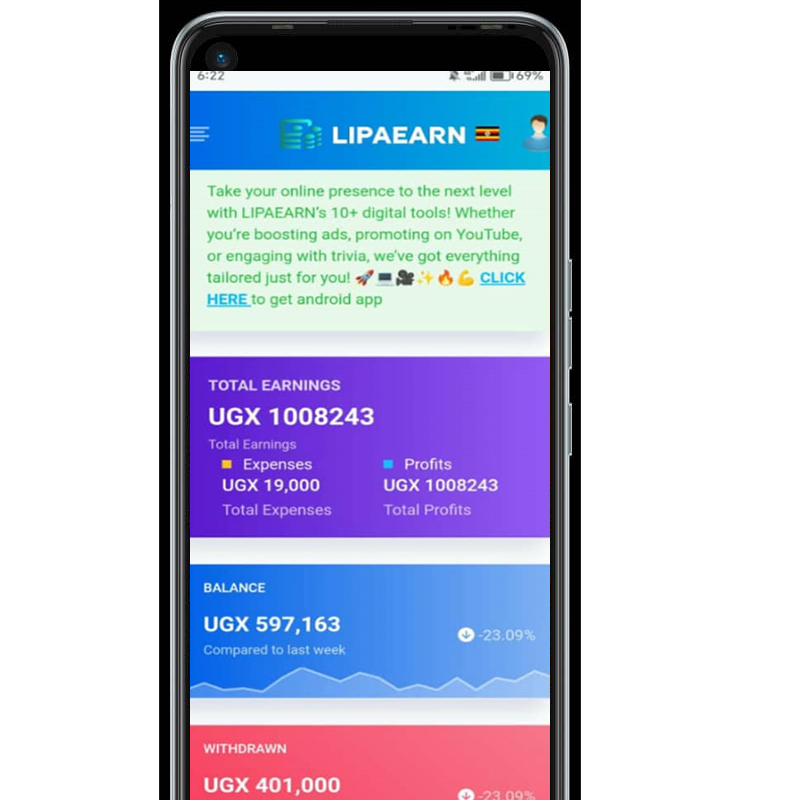 6:22 69%
LIPAEARN
Take your online presence to the next level
with LIPAEARN's 10+ digital tools! Whether
you're boosting ads, promoting on YouTube,
or engaging with trivia, we've got everything
tailored just for you! 🚀💻🎥✨🔥💪 CLICK
HERE to get android app
TOTAL EARNINGS
UGX 1008243
Total Earnings
Expenses Profits
UGX 19,000 UGX 1008243
Total Expenses Total Profits
BALANCE
UGX 597,163
-23.09%
Compared to last week
WITHDRAWN
UGX 401,000
-23.09%